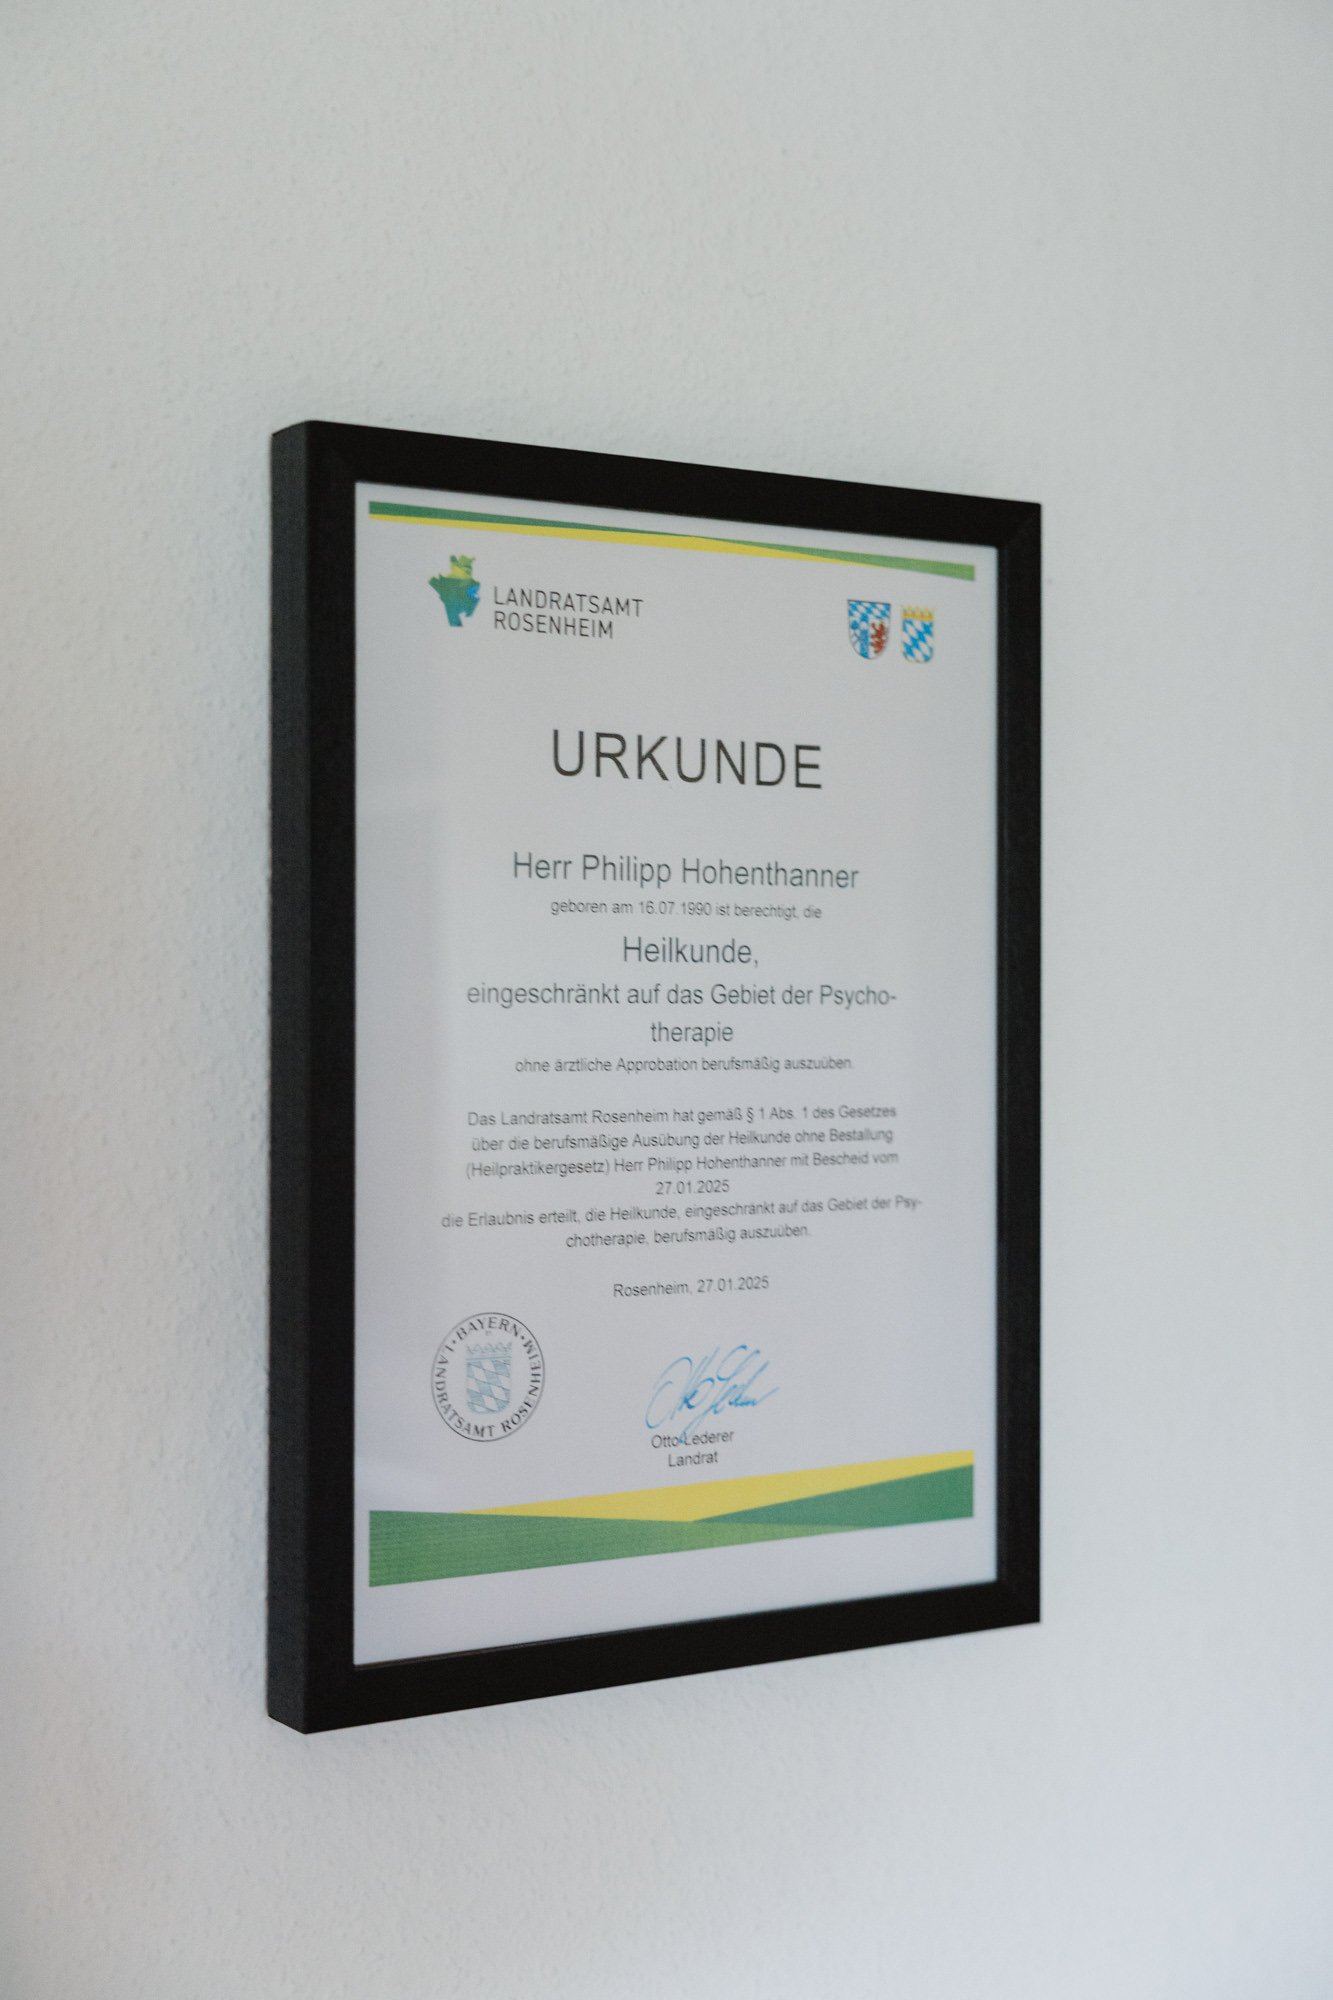 LANDRATSAMT
ROSENHEIM
URKUNDE
Herr Philipp Hohenthanner
geboren am 16.07.1990 ist berechtigt, die
Heilkunde,
eingeschränkt auf das Gebiet der Psycho-
therapie
ohne ärztliche Approbation berufsmäßig auszuüben.
Das Landratsamt Rosenheim hat gemäß § 1 Abs. 1 des Gesetzes
über die berufsmäßige Ausübung der Heilkunde ohne Bestallung
(Heilpraktikergesetz) Herr Philipp Hohenthanner mit Bescheid vom
27.01.2025
die Erlaubnis erteilt, die Heilkunde, eingeschränkt auf das Gebiet der Psy-
chotherapie, berufsmäßig auszuüben.
Rosenheim, 27.01.2025
BAYERN
LANDRATSAMT ROSENHEIM
Otto Lederer
Landrat